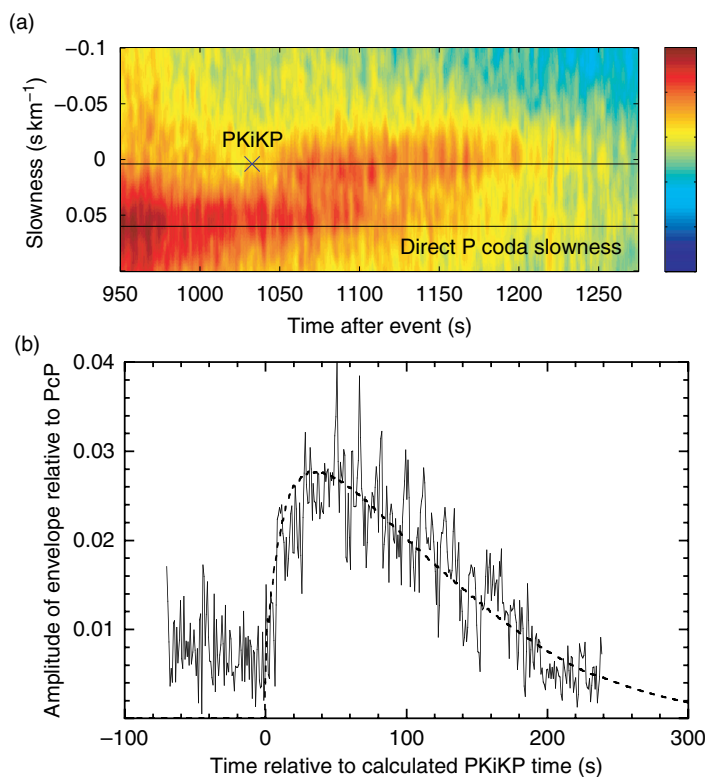 (a)
−0.1
−0.05
0
0.05
Slowness (s km⁻¹)
PKiKP
Direct P coda slowness
950 1000 1050 1100 1150 1200 1250
Time after event (s)
(b)
0.04
0.03
0.02
0.01
Amplitude of envelope relative to PcP
−100 0 100 200 300
Time relative to calculated PKiKP time (s)